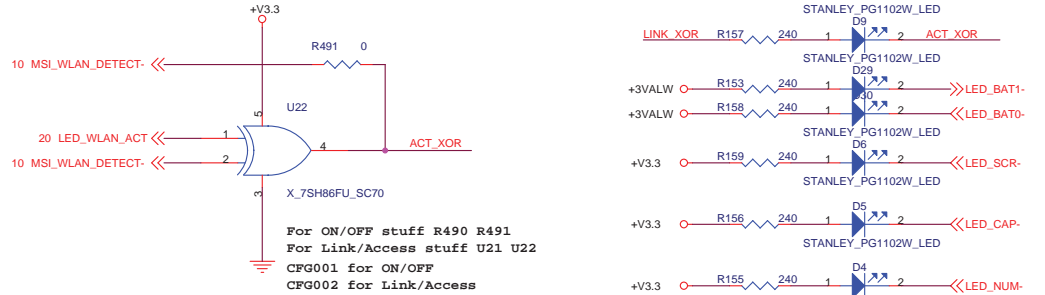 +V3.3
R491 0
10 MSI_WLAN_DETECT-
5
U22
20 LED_WLAN_ACT
1
4
ACT_XOR
10 MSI_WLAN_DETECT-
2
3
X_7SH86FU_SC70
For ON/OFF stuff R490 R491
For Link/Access stuff U21 U22
CFG001 for ON/OFF
CFG002 for Link/Access
STANLEY_PG1102W_LED
D9
LINK_XOR R157 240 1 2 ACT_XOR
STANLEY_PG1102W_LED
D29
+3VALW R153 240 1 2 LED_BAT1-
D30
+3VALW R158 240 1 2 LED_BAT0-
STANLEY_PG1102W_LED
D6
+V3.3 R159 240 1 2 LED_SCR-
STANLEY_PG1102W_LED
D5
+V3.3 R156 240 1 2 LED_CAP-
STANLEY_PG1102W_LED
D4
+V3.3 R155 240 1 2 LED_NUM-